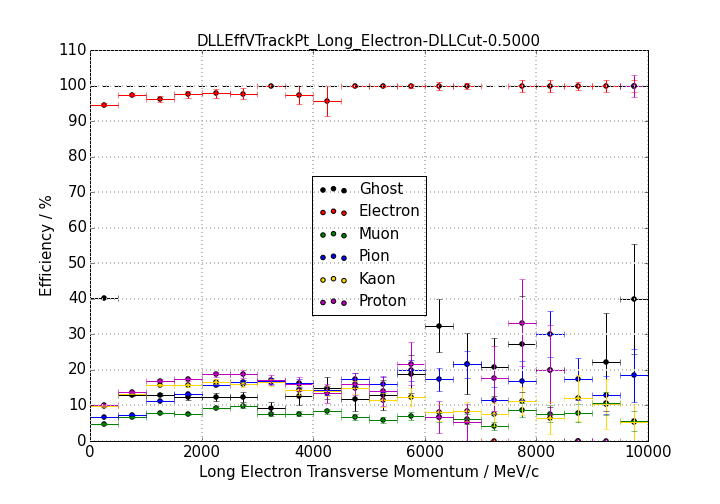 DLLEffVTrackPt_Long_Electron-DLLCut-0.5000
110
100
90
80
70
60
50
40
30
20
10
0
Efficiency / %
Ghost
Electron
Muon
Pion
Kaon
Proton
0 2000 4000 6000 8000 10000
Long Electron Transverse Momentum / MeV/c